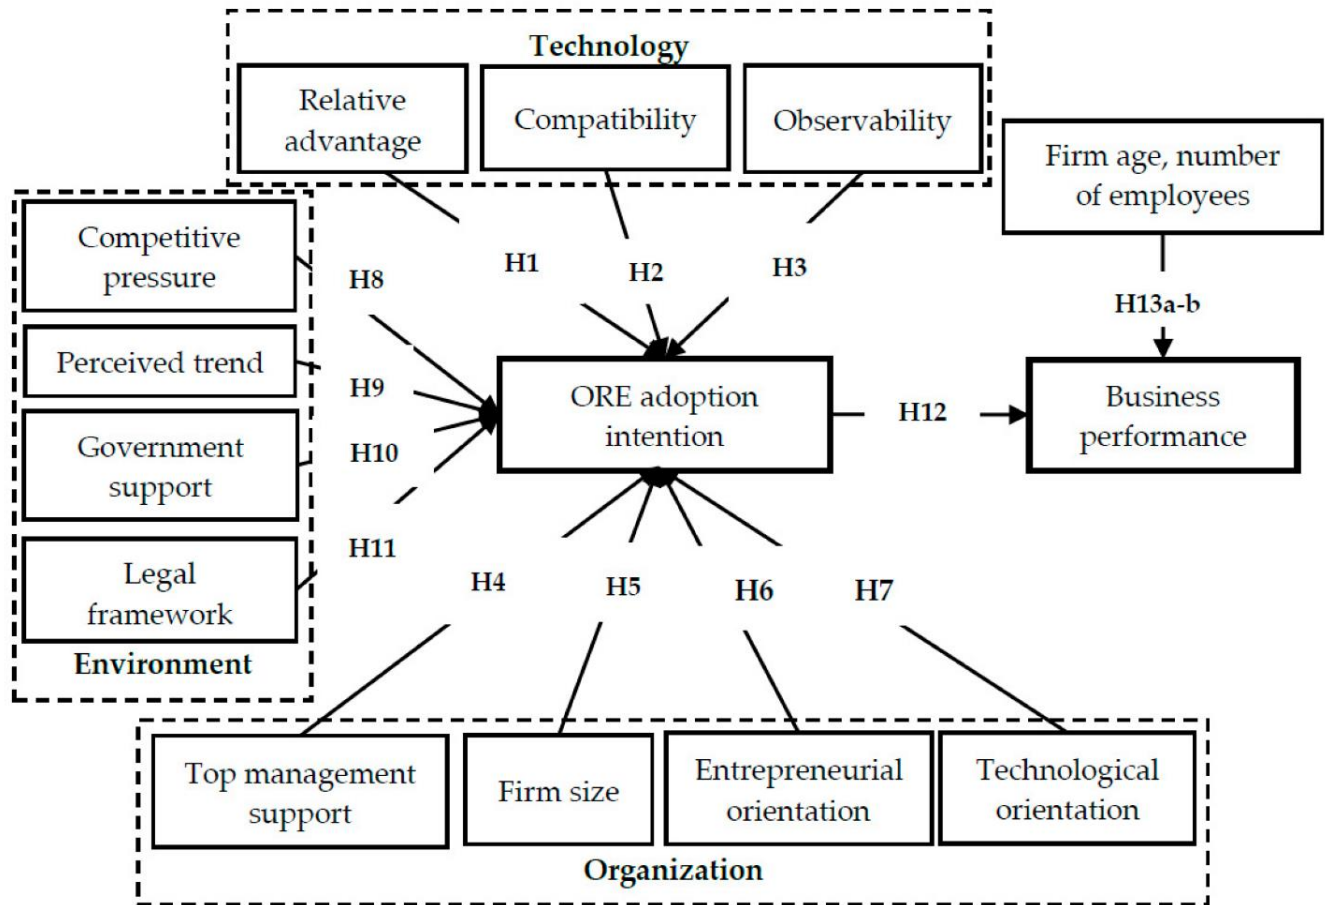 Technology
Relative
advantage
Compatibility
Observability
Firm age, number
of employees
Competitive
pressure
Perceived trend
Government
support
Legal
framework
Environment
H8
H9
H10
H11
H1
H2
H3
H13a-b
ORE adoption
intention
H12
Business
performance
H4
H5
H6
H7
Top management
support
Firm size
Entrepreneurial
orientation
Technological
orientation
Organization